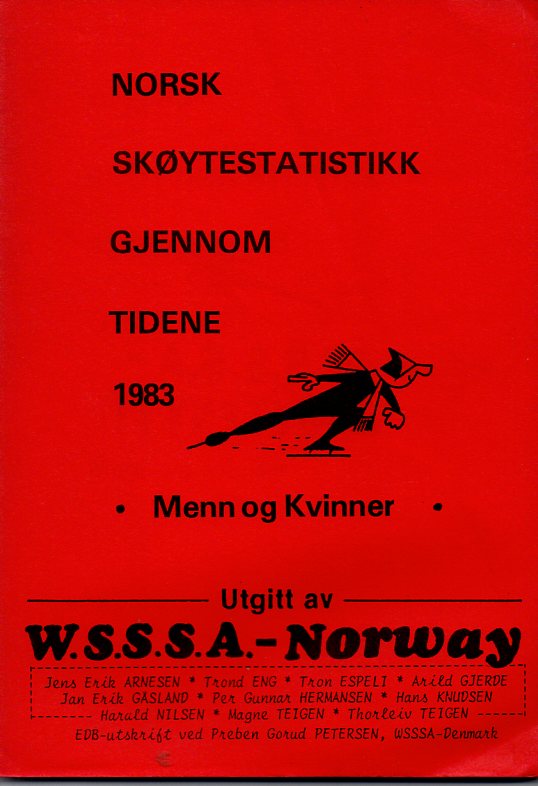 NORSK
SKØYTESTATISTIKK
GJENNOM
TIDENE
1983
• Menn og Kvinner •
Utgitt av
W.S.S.S.A.-Norway
Jens Erik ARNESEN * Trond ENG * Tron ESPELI * Arild GJERDE
Jan Erik GASLAND * Per Gunnar HERMANSEN * Hans KNUDSEN
Harald NILSEN * Magne TEIGEN * Thorleiv TEIGEN
EDB-utskrift ved Preben Gorud PETERSEN, WSSSA-Denmark